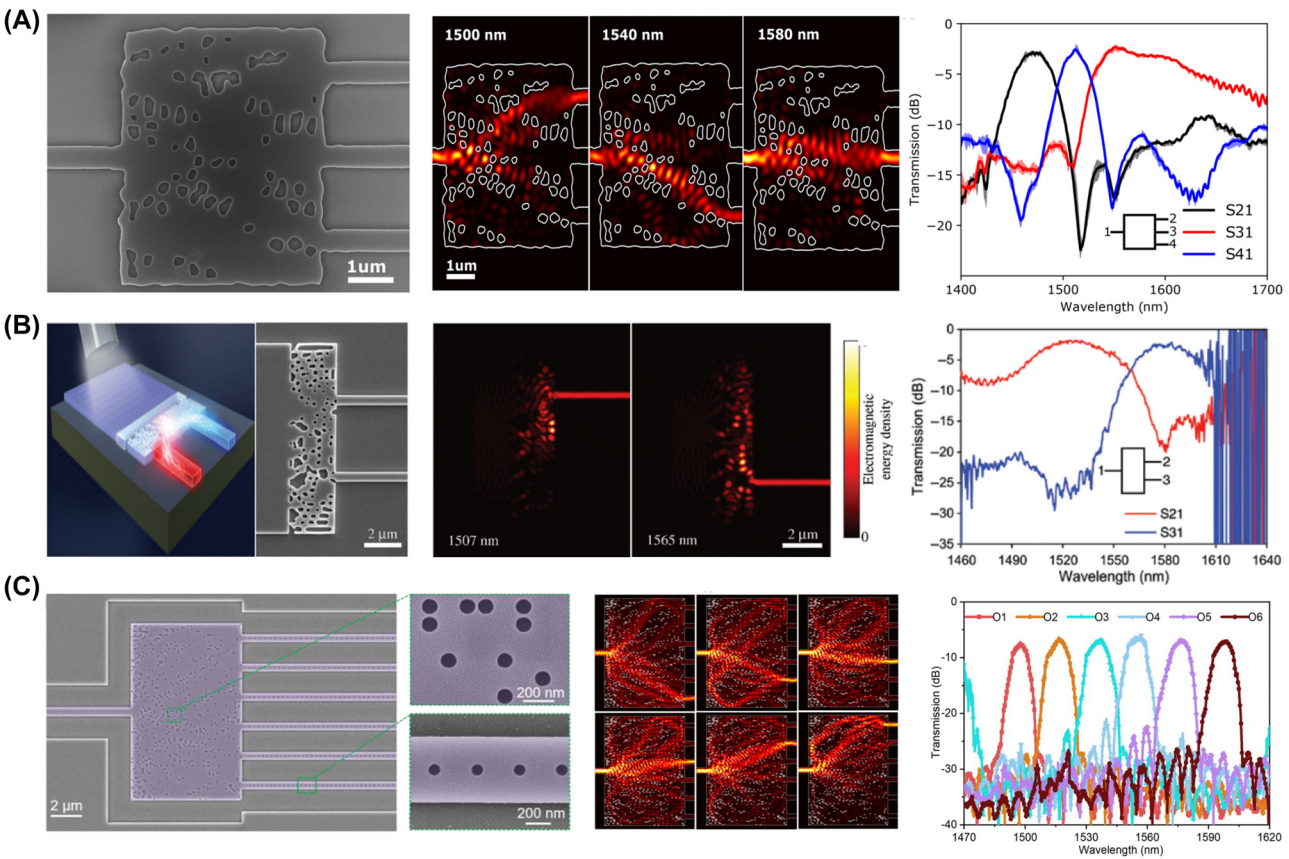 (A)
1um
1500 nm
1540 nm
1580 nm
1um
Transmission (dB)
0
−5
−10
−15
−20
1
2
3
4
S21
S31
S41
1400
1500
1600
1700
Wavelength (nm)
(B)
2 μm
1507 nm
1565 nm
2 μm
Electromagnetic
energy density
0
Transmission (dB)
0
−5
−10
−15
−20
−25
−30
−35
1
2
3
S21
S31
1460
1490
1520
1550
1580
1610
1640
Wavelength (nm)
(C)
2 μm
200 nm
200 nm
Transmission (dB)
0
-10
-20
-30
-40
O1
O2
O3
O4
O5
O6
1470
1500
1530
1560
1590
1620
Wavelength (nm)